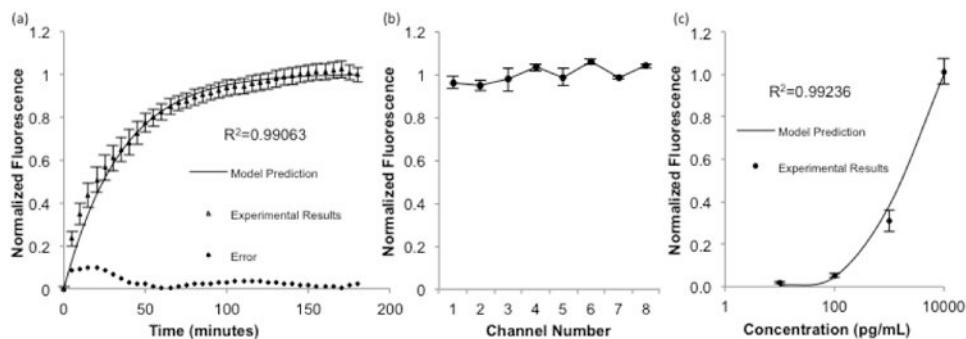 (a)
Normalized Fluorescence
1.2
1
0.8
0.6
0.4
0.2
0
R²=0.99063
Model Prediction
Experimental Results
Error
0
50
100
150
200
Time (minutes)
(b)
Normalized Fluorescence
1.2
1
0.8
0.6
0.4
0.2
0
1 2 3 4 5 6 7 8
Channel Number
(c)
Normalized Fluorescence
1.2
1.0
0.8
0.6
0.4
0.2
0.0
R²=0.99236
Model Prediction
Experimental Results
1
100
10000
Concentration (pg/mL)